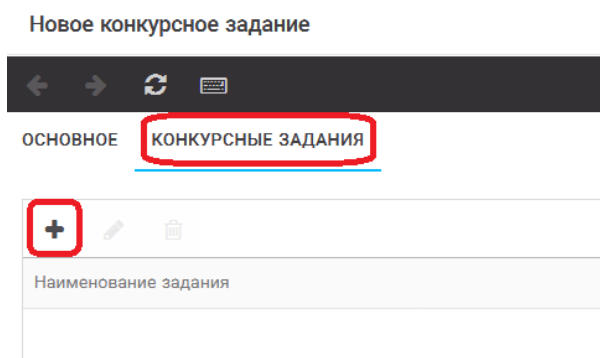 Новое конкурсное задание
ОСНОВНОЕ КОНКУРСНЫЕ ЗАДАНИЯ
Наименование задания